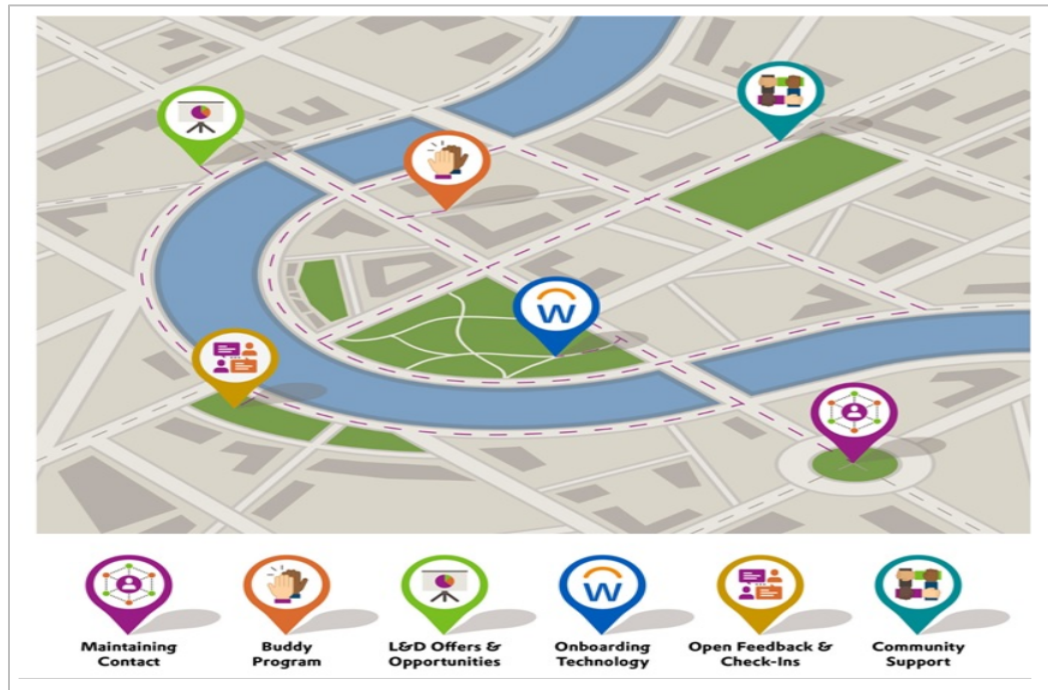 W
W
Maintaining
Contact
Buddy
Program
L&D Offers &
Opportunities
Onboarding
Technology
Open Feedback &
Check-Ins
Community
Support